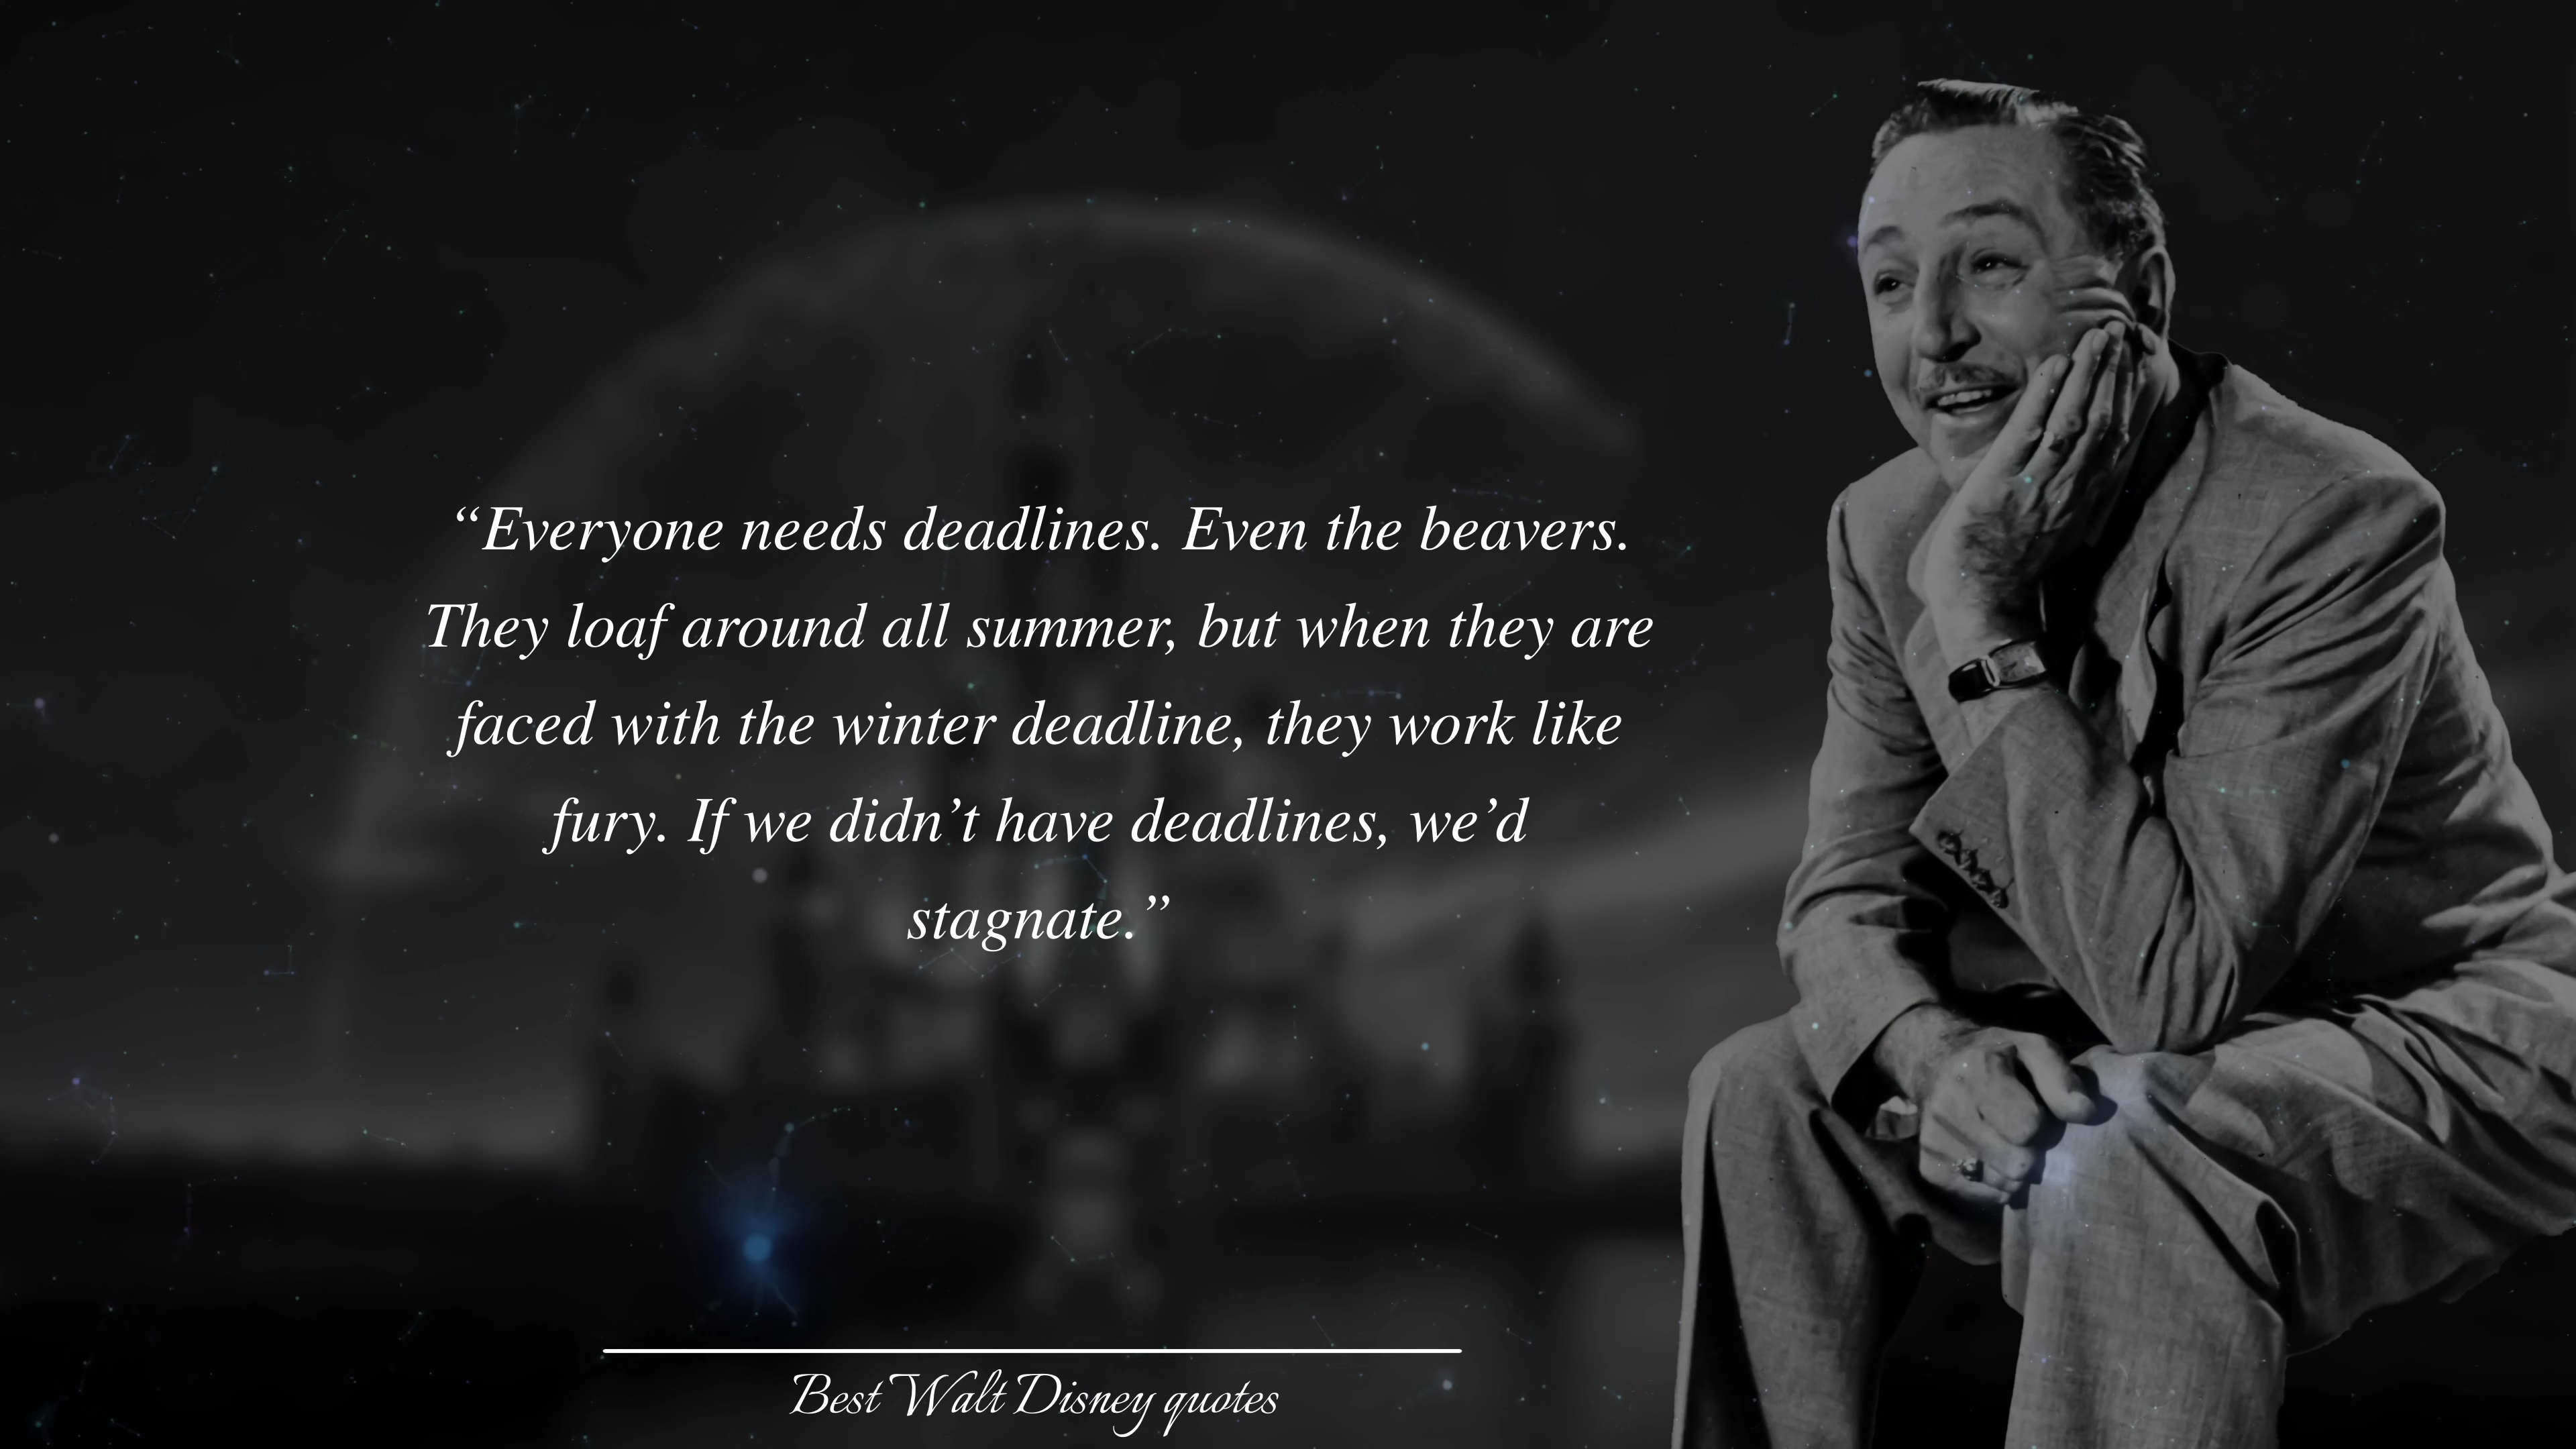 “Everyone needs deadlines. Even the beavers.
They loaf around all summer, but when they are
faced with the winter deadline, they work like
fury. If we didn’t have deadlines, we’d
stagnate.”
Best Walt Disney quotes